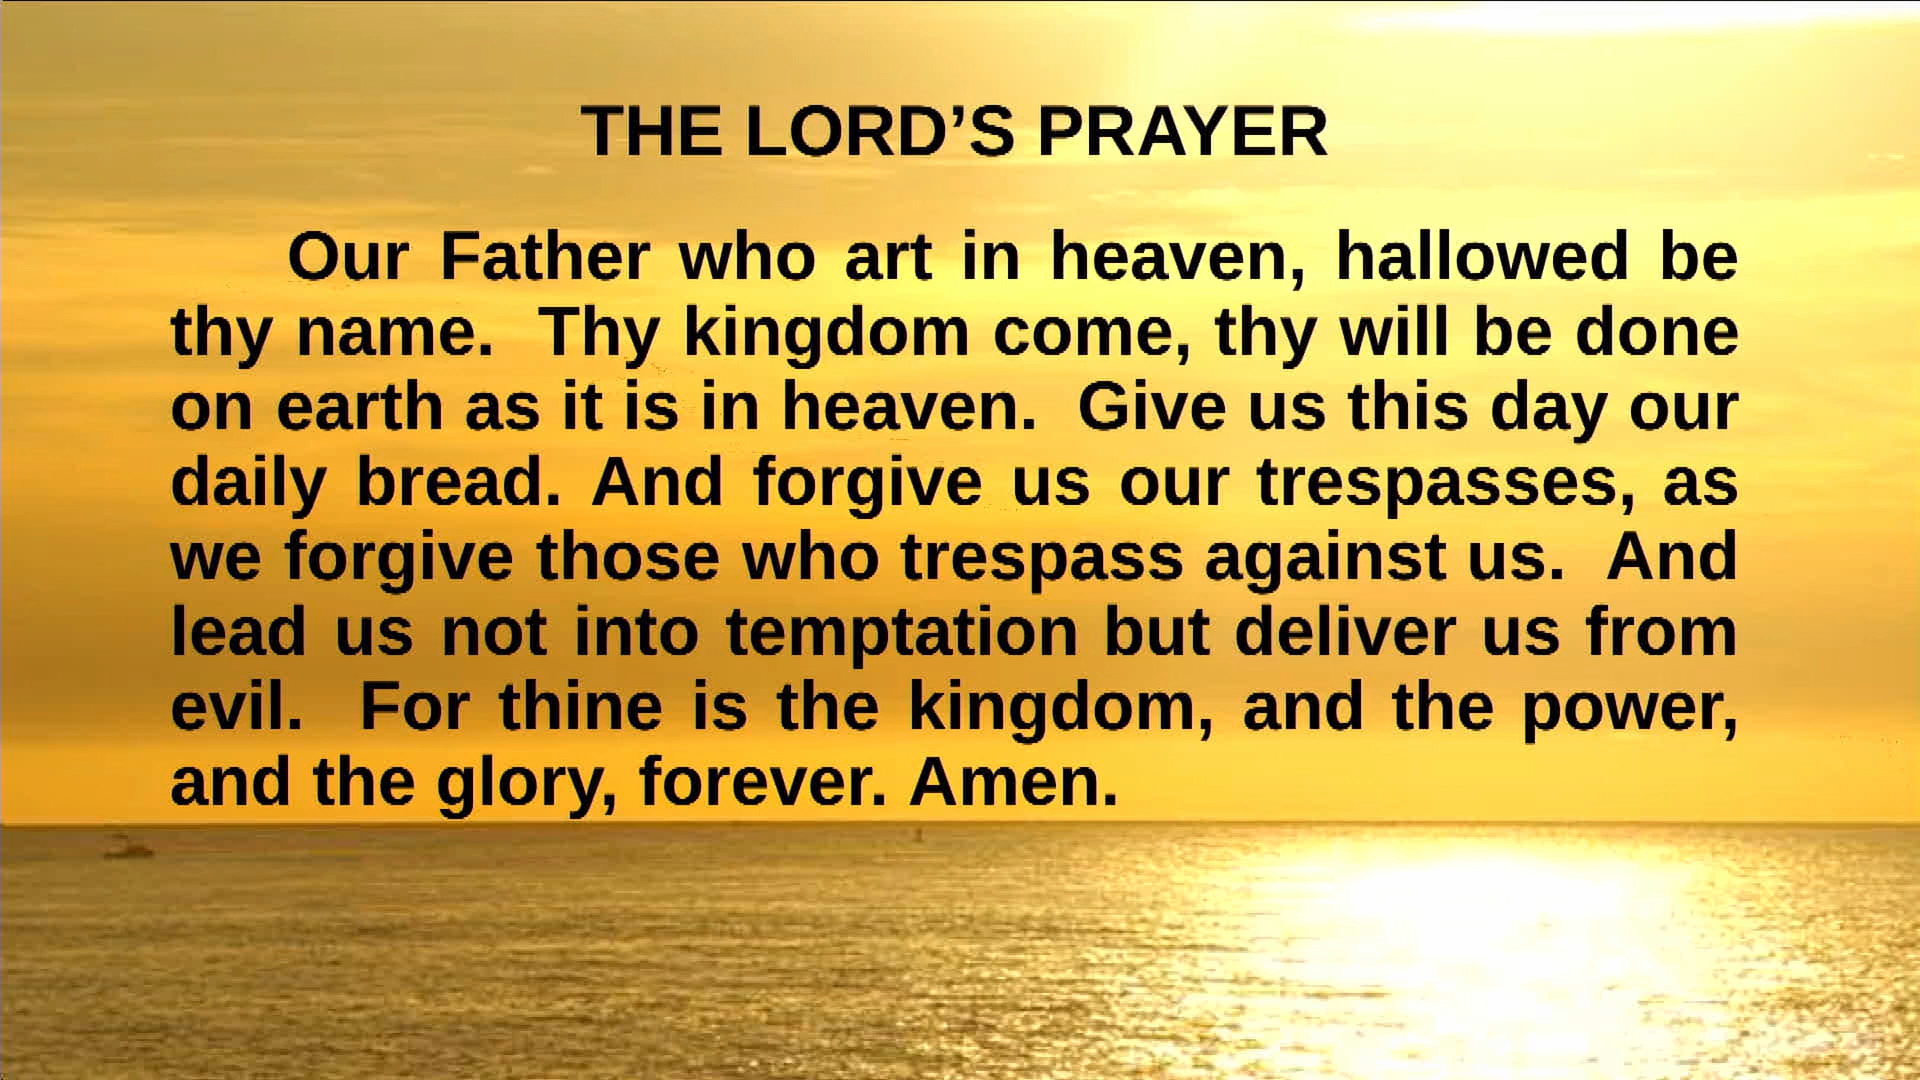 THE LORD’S PRAYER
Our Father who art in heaven, hallowed be
thy name.  Thy kingdom come, thy will be done
on earth as it is in heaven.  Give us this day our
daily bread. And forgive us our trespasses, as
we forgive those who trespass against us.  And
lead us not into temptation but deliver us from
evil.  For thine is the kingdom, and the power,
and the glory, forever. Amen.